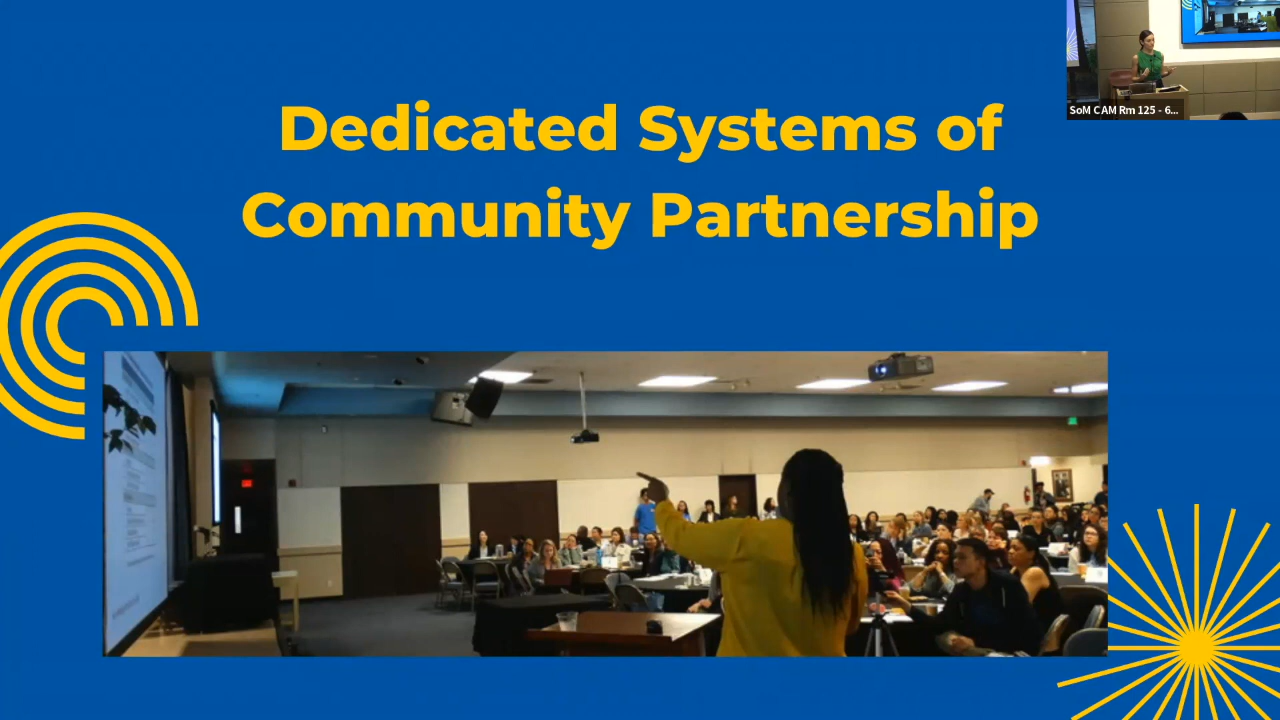 Dedicated Systems of
Community Partnership
SoM CAM Rm 125 - 6...